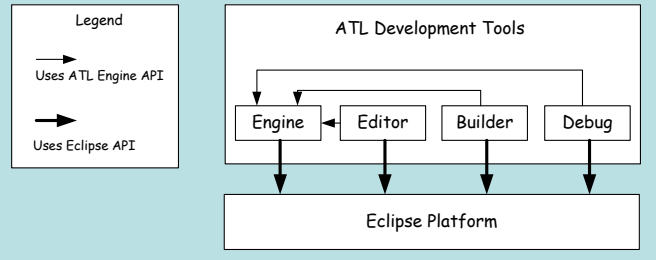 Legend
Uses ATL Engine API
Uses Eclipse API
ATL Development Tools
Engine
Editor
Builder
Debug
Eclipse Platform